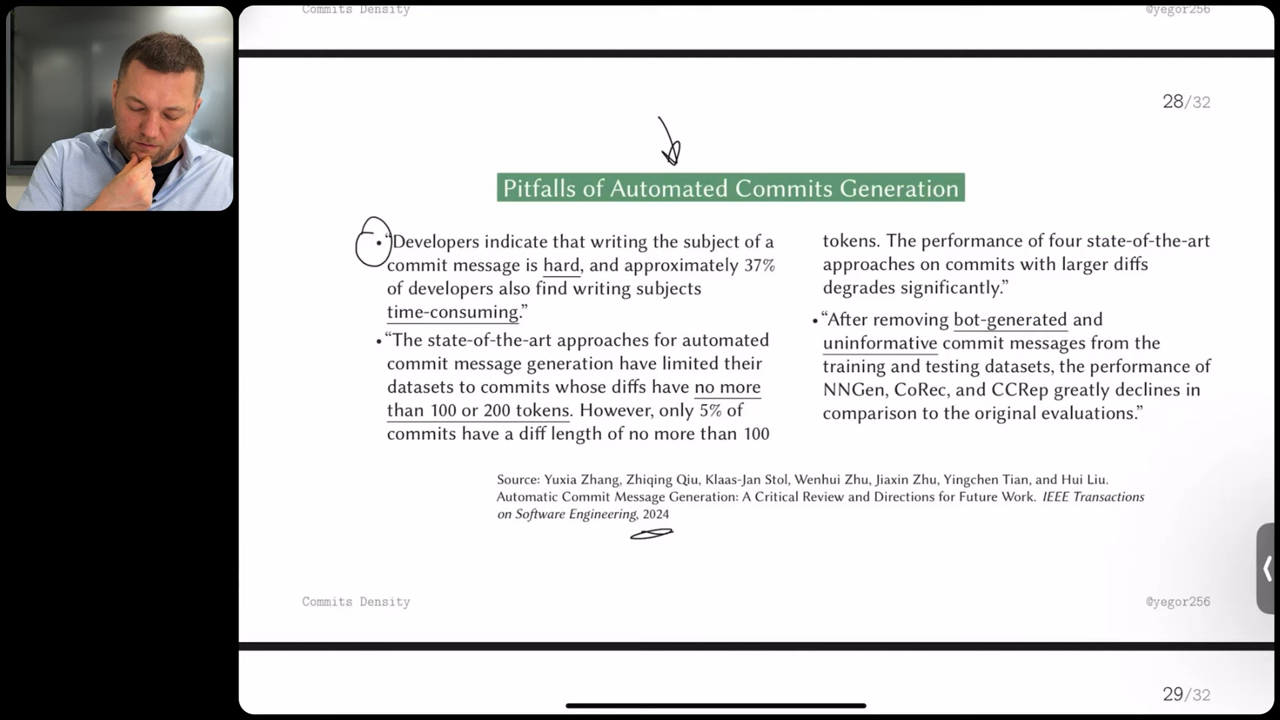 Commits Density
@yegor256
28/32
Pitfalls of Automated Commits Generation
• “Developers indicate that writing the subject of a
commit message is hard, and approximately 37%
of developers also find writing subjects
time-consuming.”
• “The state-of-the-art approaches for automated
commit message generation have limited their
datasets to commits whose diffs have no more
than 100 or 200 tokens. However, only 5% of
commits have a diff length of no more than 100
tokens. The performance of four state-of-the-art
approaches on commits with larger diffs
degrades significantly.”
• “After removing bot-generated and
uninformative commit messages from the
training and testing datasets, the performance of
NNGen, CoRec, and CCRep greatly declines in
comparison to the original evaluations.”
Source: Yuxia Zhang, Zhiqing Qiu, Klaas-Jan Stol, Wenhui Zhu, Jiaxin Zhu, Yingchen Tian, and Hui Liu.
Automatic Commit Message Generation: A Critical Review and Directions for Future Work. IEEE Transactions
on Software Engineering, 2024
Commits Density
@yegor256
29/32